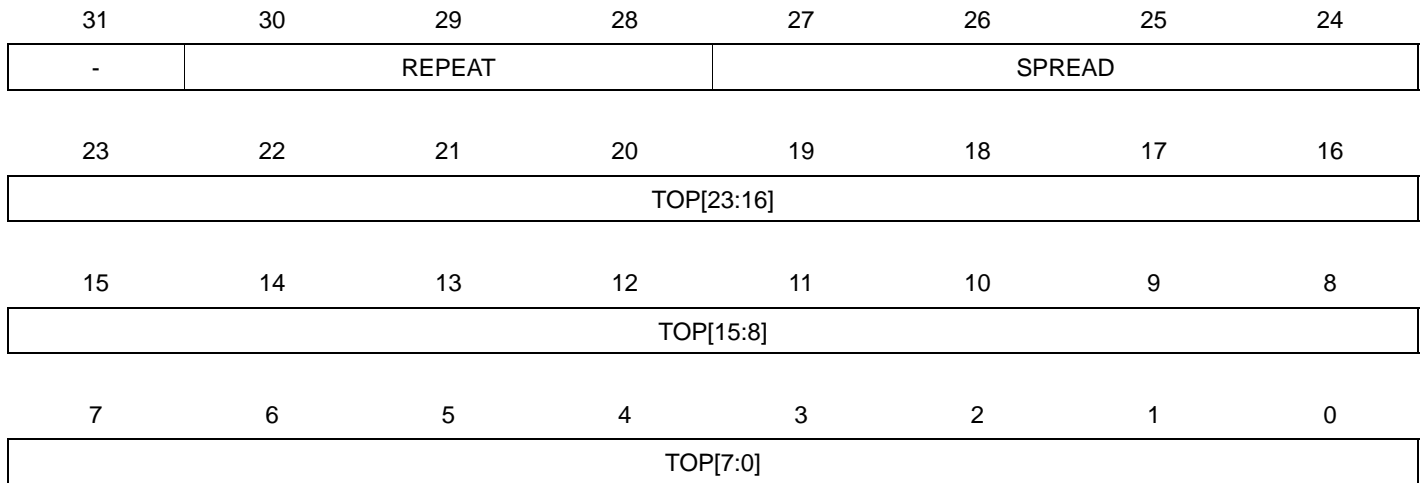 31 30 29 28 27 26 25 24
- REPEAT SPREAD
23 22 21 20 19 18 17 16
TOP[23:16]
15 14 13 12 11 10 9 8
TOP[15:8]
7 6 5 4 3 2 1 0
TOP[7:0]